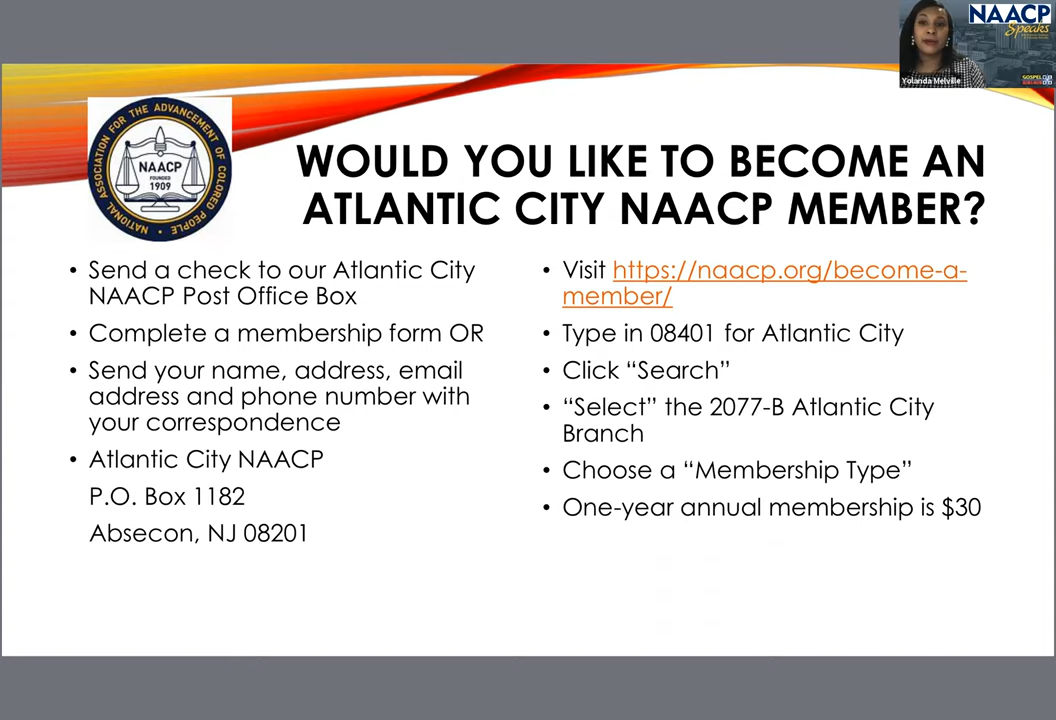 NAACP
Speaks
Yolanda Melville
GOSPEL
NATIONAL ASSOCIATION FOR THE ADVANCEMENT OF COLORED PEOPLE
NAACP
FOUNDED
1909
WOULD YOU LIKE TO BECOME AN
ATLANTIC CITY NAACP MEMBER?
• Send a check to our Atlantic City
NAACP Post Office Box
• Complete a membership form OR
• Send your name, address, email
address and phone number with
your correspondence
• Atlantic City NAACP
P.O. Box 1182
Absecon, NJ 08201
• Visit https://naacp.org/become-a-
member/
• Type in 08401 for Atlantic City
• Click “Search”
• “Select” the 2077-B Atlantic City
Branch
• Choose a “Membership Type”
• One-year annual membership is $30